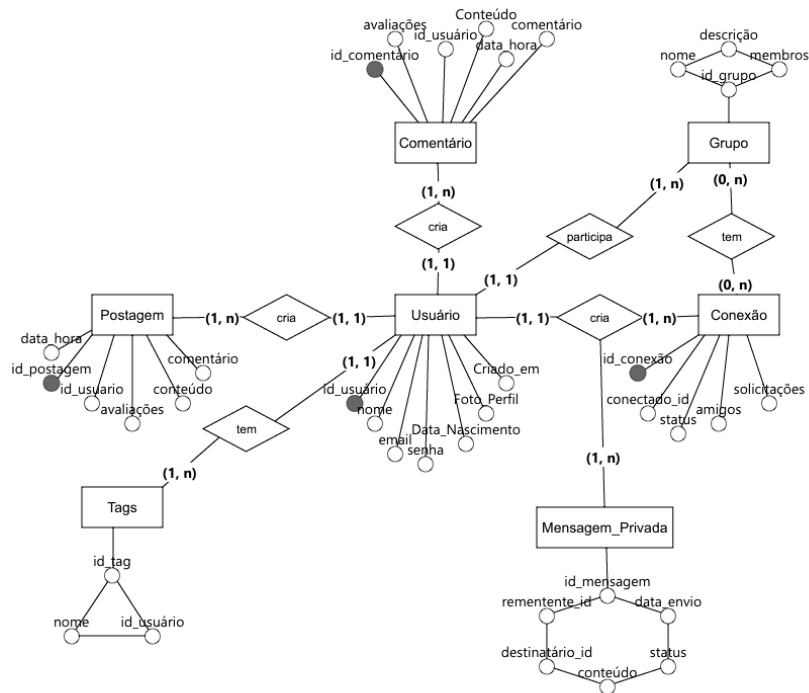 avaliações
Conteúdo
id_usuário
comentário
data_hora
id_comentário
descrição
nome
membros
id_grupo
Comentário
Grupo
(1, n)
(1, n)
(0, n)
cria
participa
tem
(1, 1)
(1, 1)
(0, n)
Postagem
(1, n)
cria
(1, 1)
Usuário
(1, 1)
cria
(1, n)
Conexão
data_hora
id_postagem
id_usuario
avaliações
conteúdo
comentário
(1, 1)
id_usuário
nome
email
senha
Data_Nascimento
Foto_Perfil
Criado_em
id_conexão
conectado_id
status
amigos
solicitações
tem
(1, n)
(1, n)
Tags
Mensagem_Privada
id_tag
nome
id_usuário
id_mensagem
rementente_id
data_envio
destinatário_id
status
conteúdo